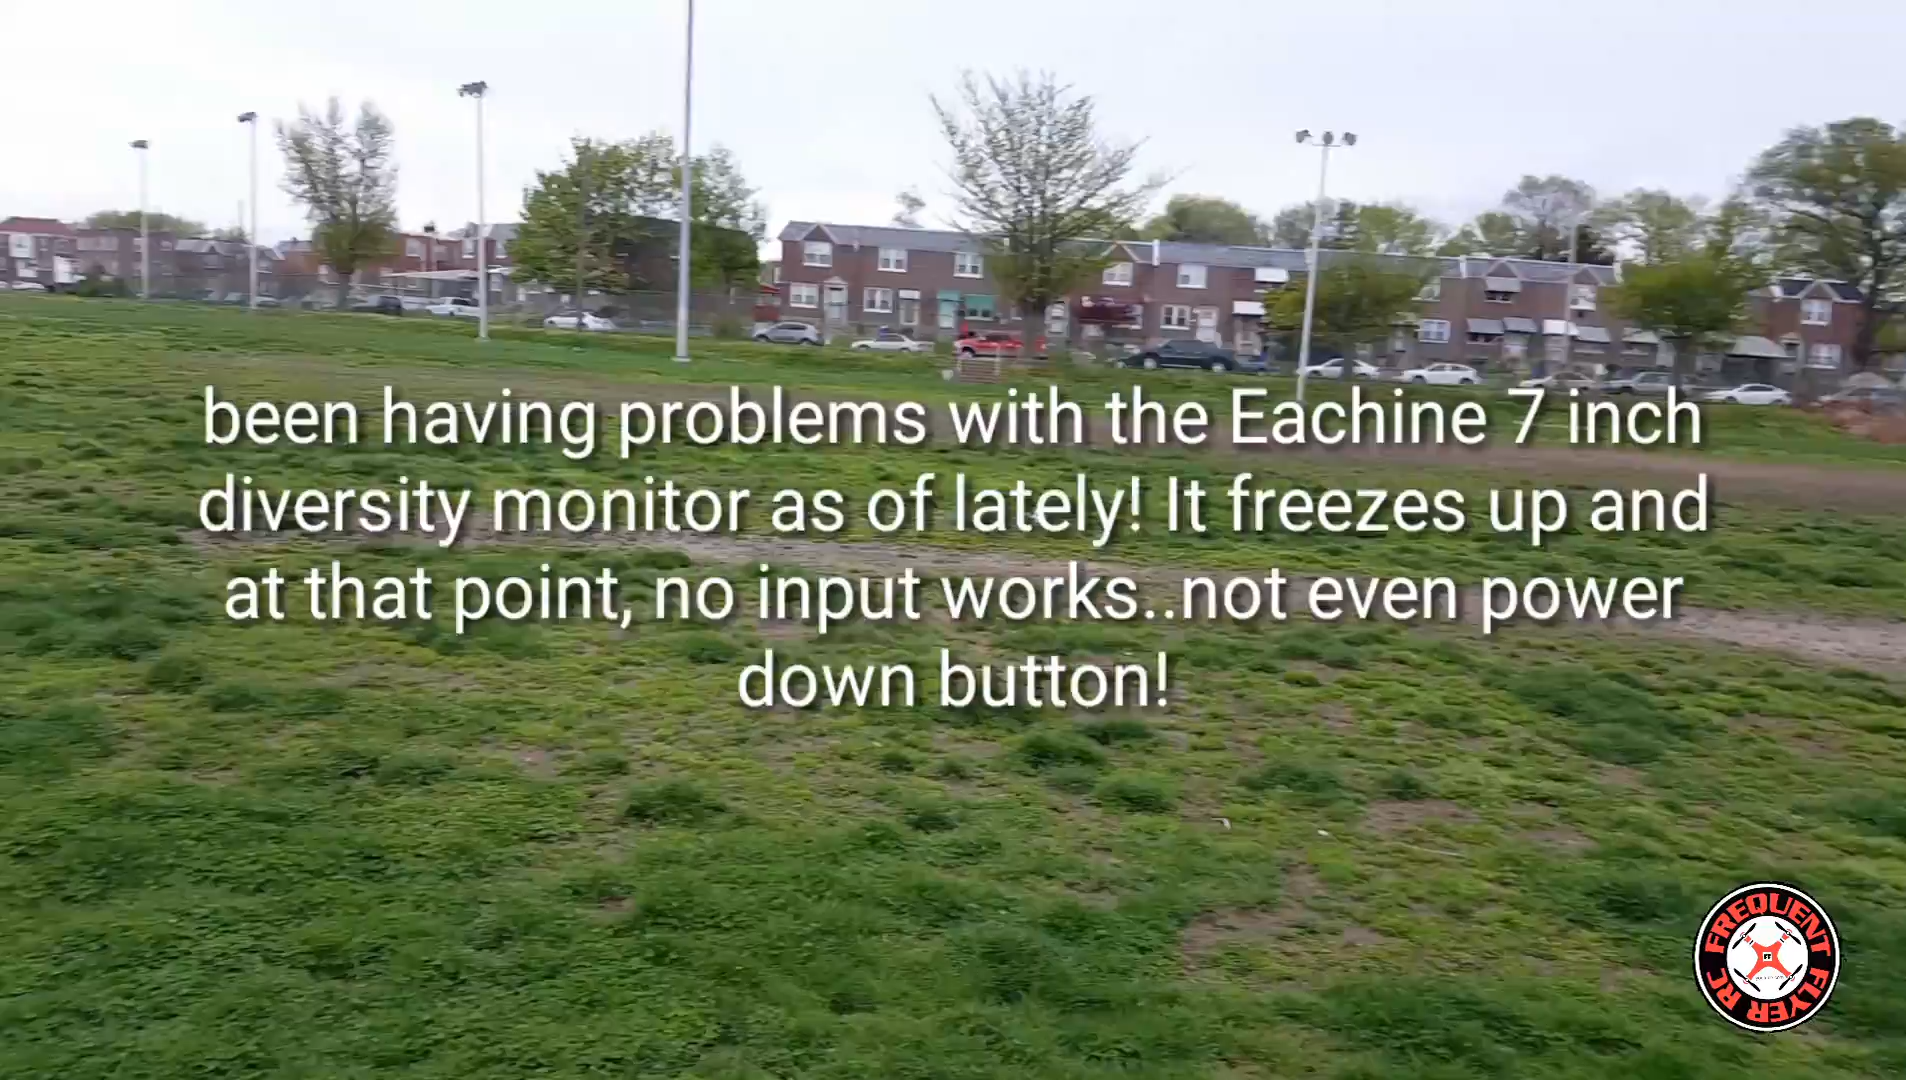 been having problems with the Eachine 7 inch
diversity monitor as of lately! It freezes up and
at that point, no input works..not even power
down button!
FREQUENT FLYER RC
FF